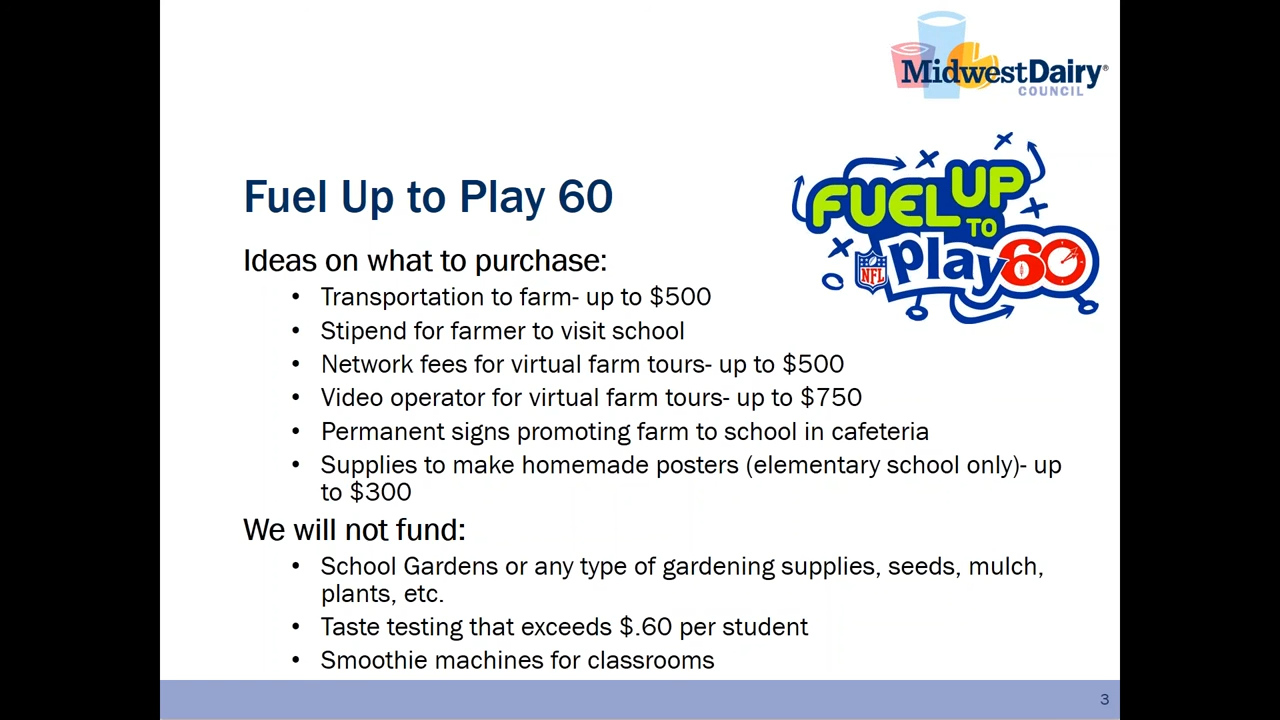 MidwestDairy®
COUNCIL
FUEL UP
TO
NFL
play60
Fuel Up to Play 60
Ideas on what to purchase:
• Transportation to farm- up to $500
• Stipend for farmer to visit school
• Network fees for virtual farm tours- up to $500
• Video operator for virtual farm tours- up to $750
• Permanent signs promoting farm to school in cafeteria
• Supplies to make homemade posters (elementary school only)- up
to $300
We will not fund:
• School Gardens or any type of gardening supplies, seeds, mulch,
plants, etc.
• Taste testing that exceeds $.60 per student
• Smoothie machines for classrooms
3